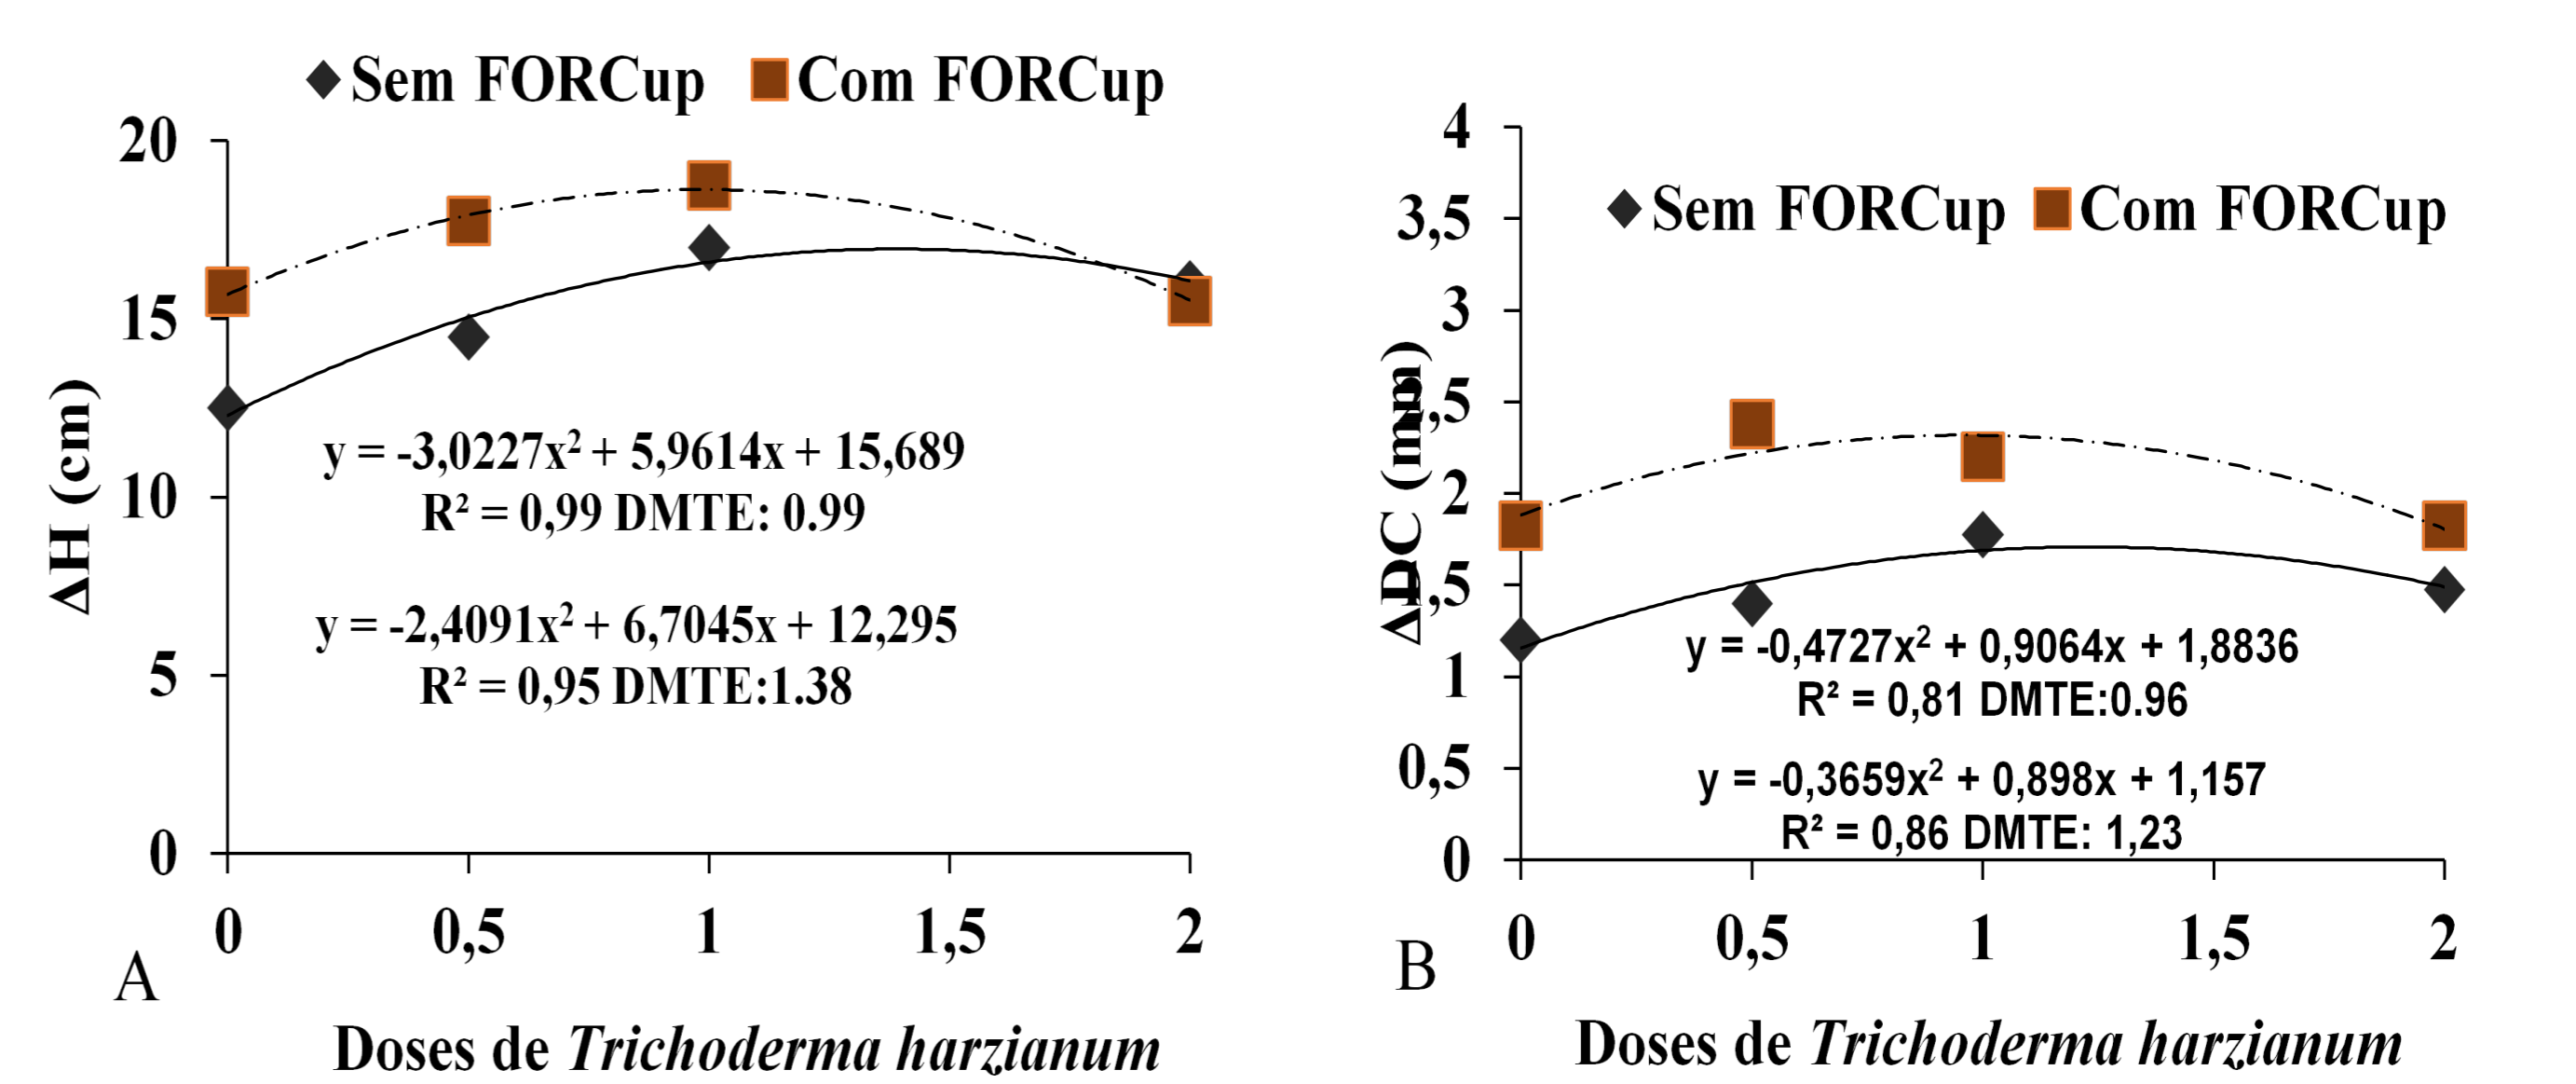 Sem FORCup Com FORCup
20
15
10
5
0
ΔH (cm)
y = -3,0227x² + 5,9614x + 15,689
R² = 0,99 DMTE: 0.99
y = -2,4091x² + 6,7045x + 12,295
R² = 0,95 DMTE:1.38
0 0,5 1 1,5 2
A
Doses de Trichoderma harzianum
Sem FORCup Com FORCup
4
3,5
3
,5
2
,5
1
0,5
0
ΔDC (mm)
y = -0,4727x² + 0,9064x + 1,8836
R² = 0,81 DMTE:0.96
y = -0,3659x² + 0,898x + 1,157
R² = 0,86 DMTE: 1,23
0 0,5 1 1,5 2
B
Doses de Trichoderma harzianum